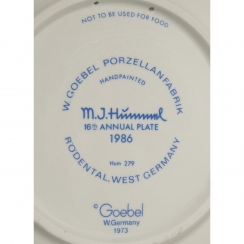 NOT TO BE USED FOR FOOD
W. GOEBEL PORZELLANFABRIK
HANDPAINTED
M.J.Hümmel
16th ANNUAL PLATE
1986
Hum 279
RODENTAL, WEST GERMANY
© Goebel
W.Germany
1973